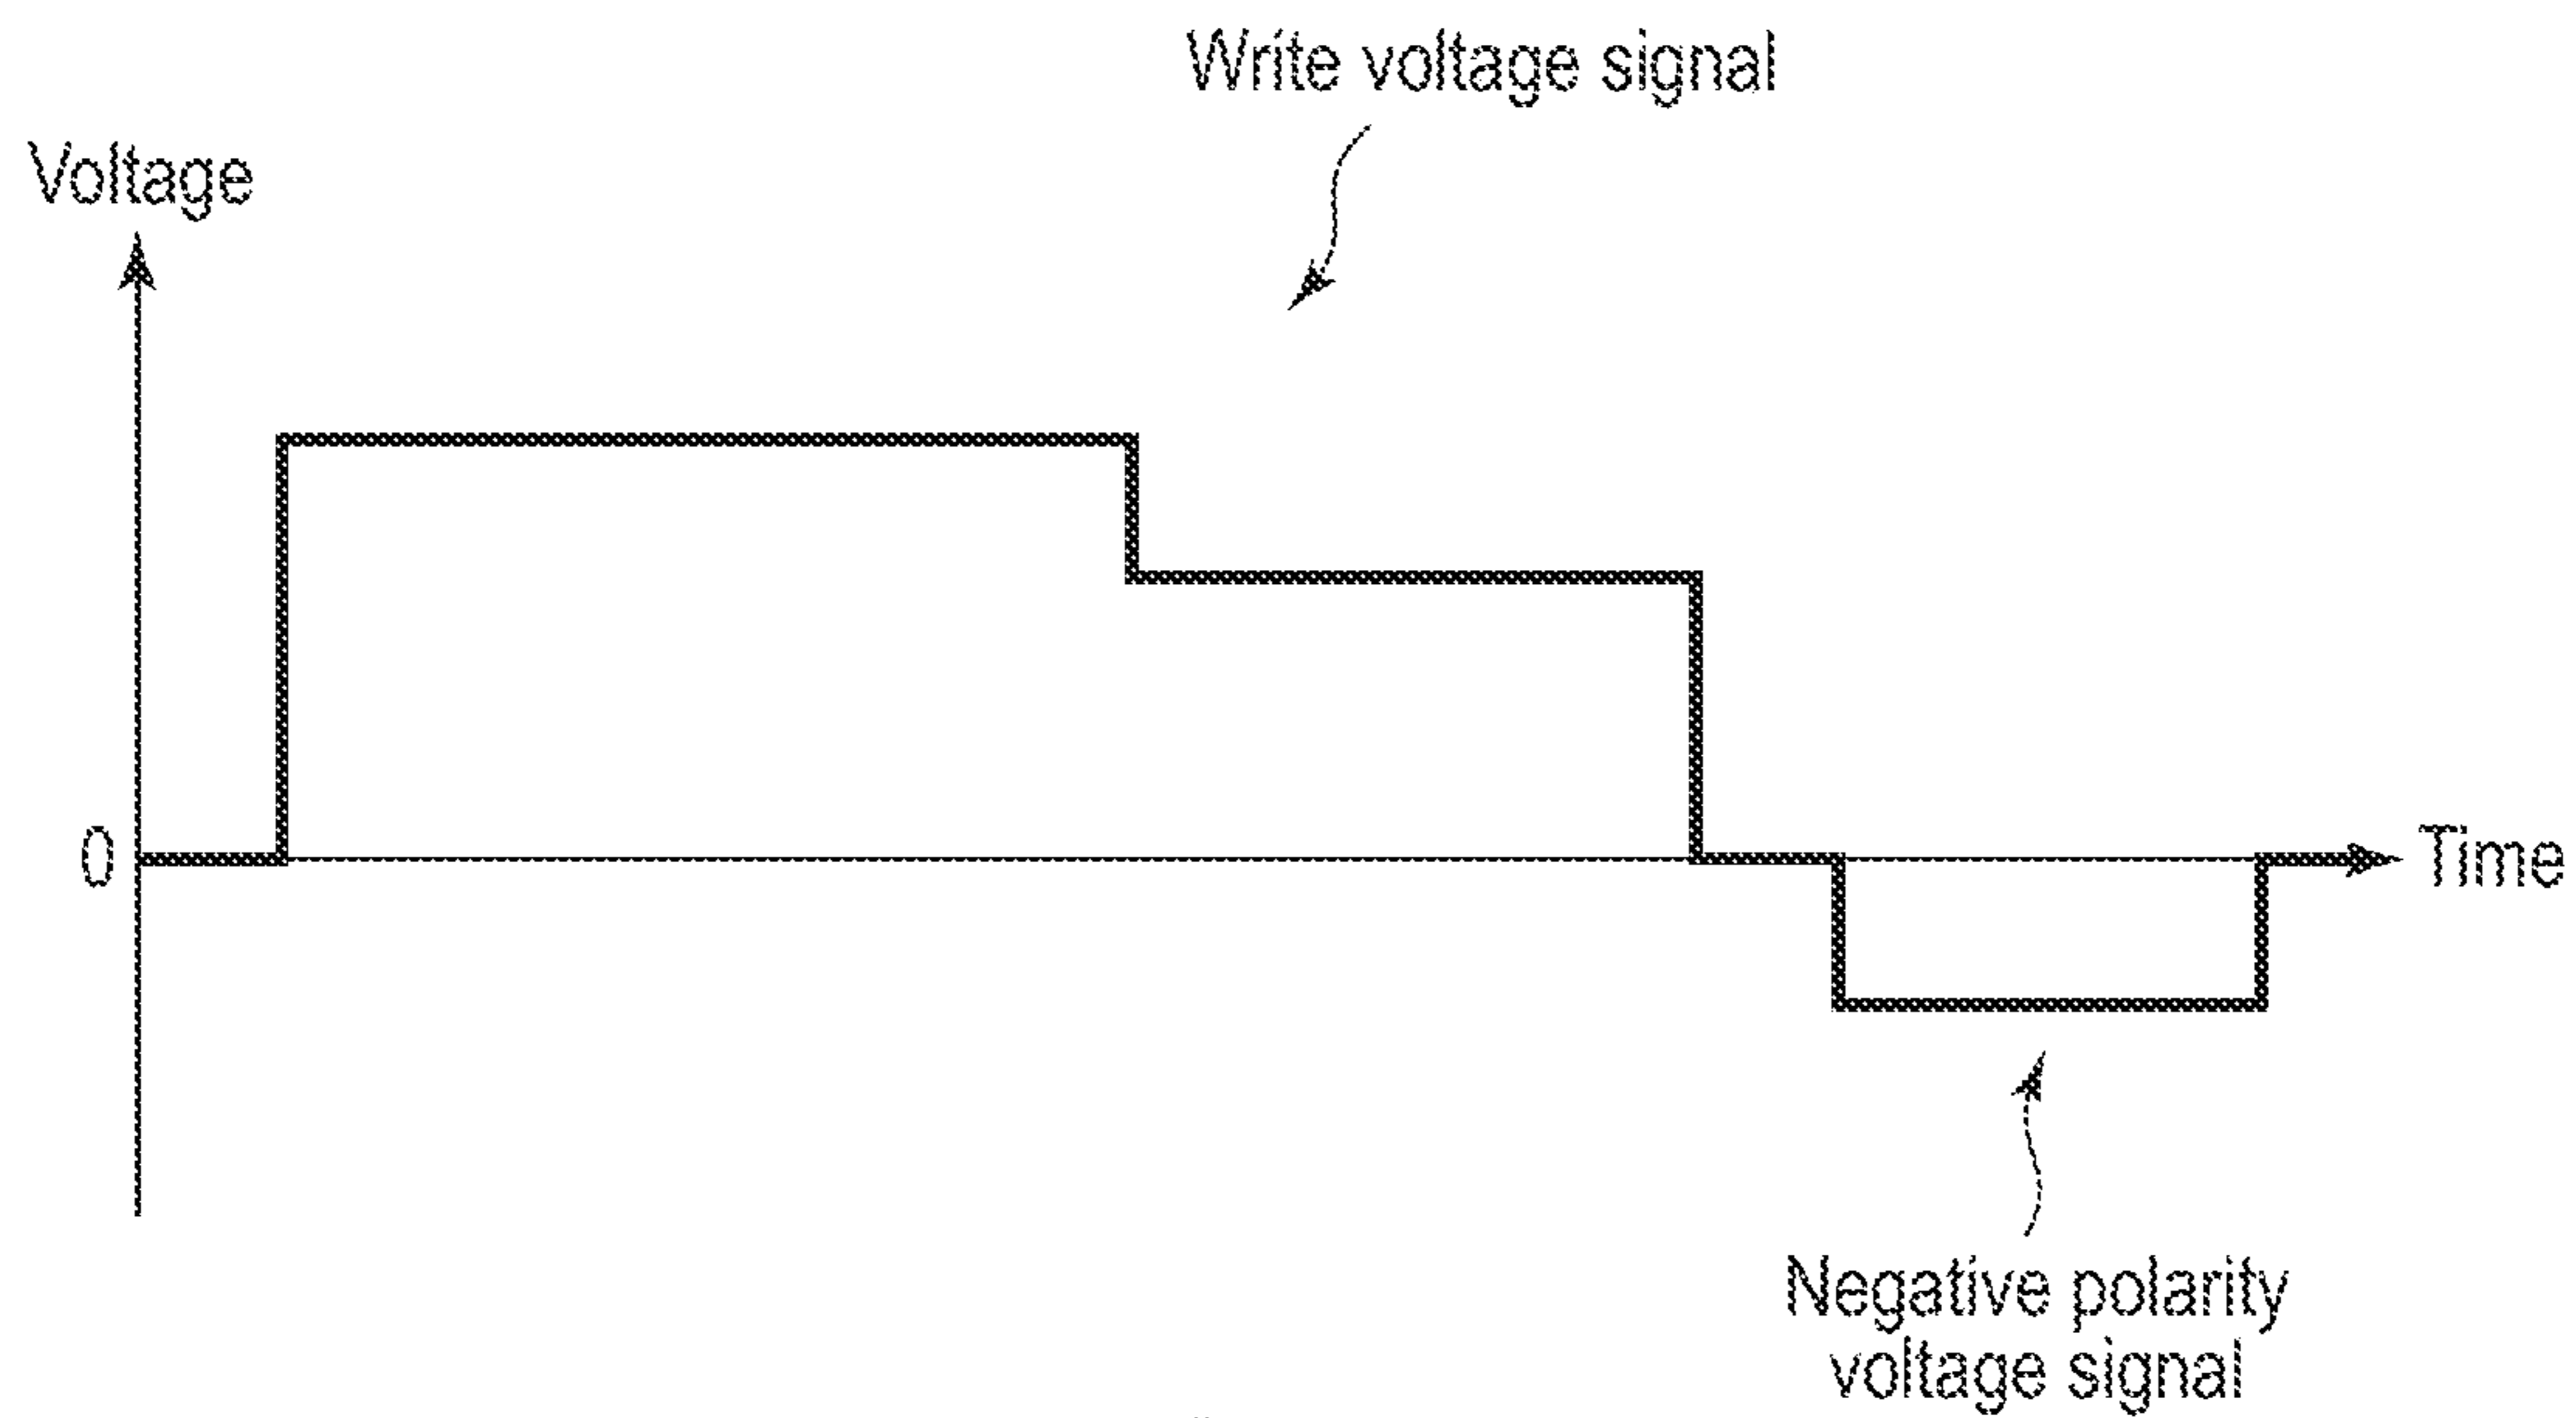 Write voltage signal
Voltage
0
Time
Negative polarity
voltage signal